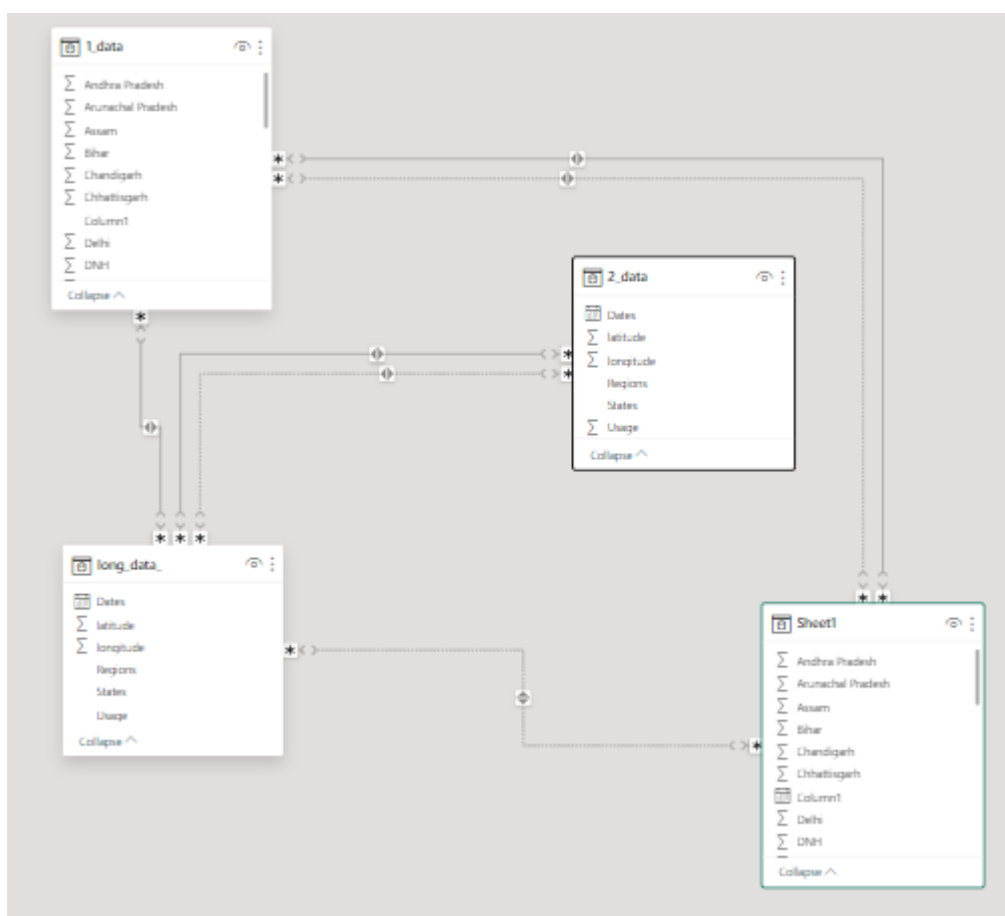 1_data
Andhra Pradesh
Arunachal Pradesh
Assam
Bihar
Chandigarh
Chhattisgarh
Column1
Delhi
DNH
Collapse
2_data
Dates
latitude
longitude
Regions
States
Usage
Collapse
long_data_
Dates
latitude
longitude
Regions
States
Usage
Collapse
Sheet1
Andhra Pradesh
Arunachal Pradesh
Assam
Bihar
Chandigarh
Chhattisgarh
Column1
Delhi
DNH
Collapse